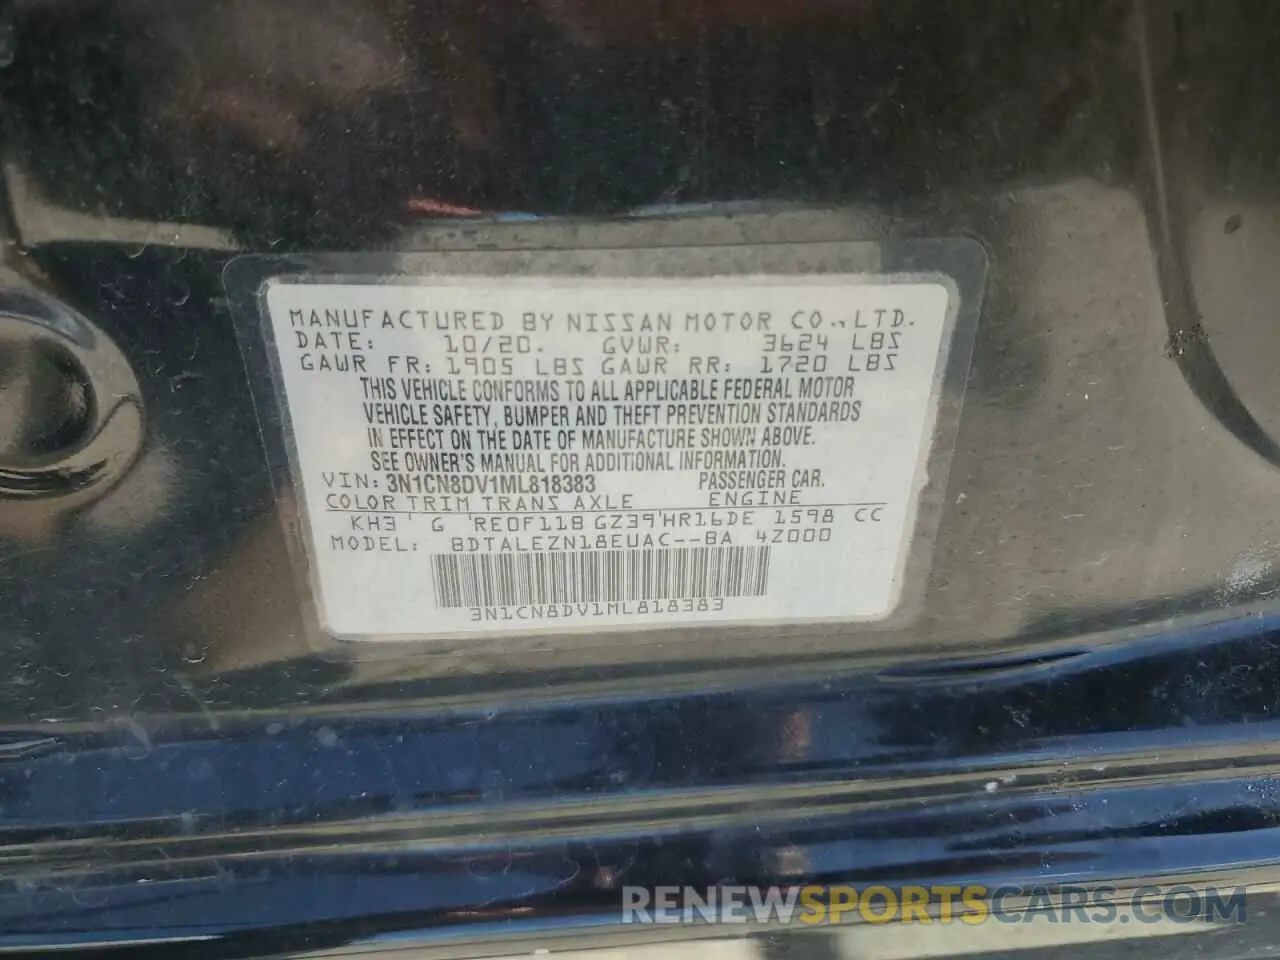 MANUFACTURED BY NISSAN MOTOR CO., LTD.
DATE: 10/20. GVWR: 3624 LBS
GAWR FR: 1905 LBS GAWR RR: 1720 LBS
THIS VEHICLE CONFORMS TO ALL APPLICABLE FEDERAL MOTOR
VEHICLE SAFETY, BUMPER AND THEFT PREVENTION STANDARDS
IN EFFECT ON THE DATE OF MANUFACTURE SHOWN ABOVE.
SEE OWNER'S MANUAL FOR ADDITIONAL INFORMATION.
VIN: 3N1CN8DV1ML818383 PASSENGER CAR.
COLOR TRIM TRANS AXLE ENGINE
KH3 ' G 'RE0F11B GZ39'HR16DE 1598 CC
MODEL: BDTALEZN18EUAC--BA 4Z000
3N1CN8DV1ML818383
RENEWSPORTSCARS.COM